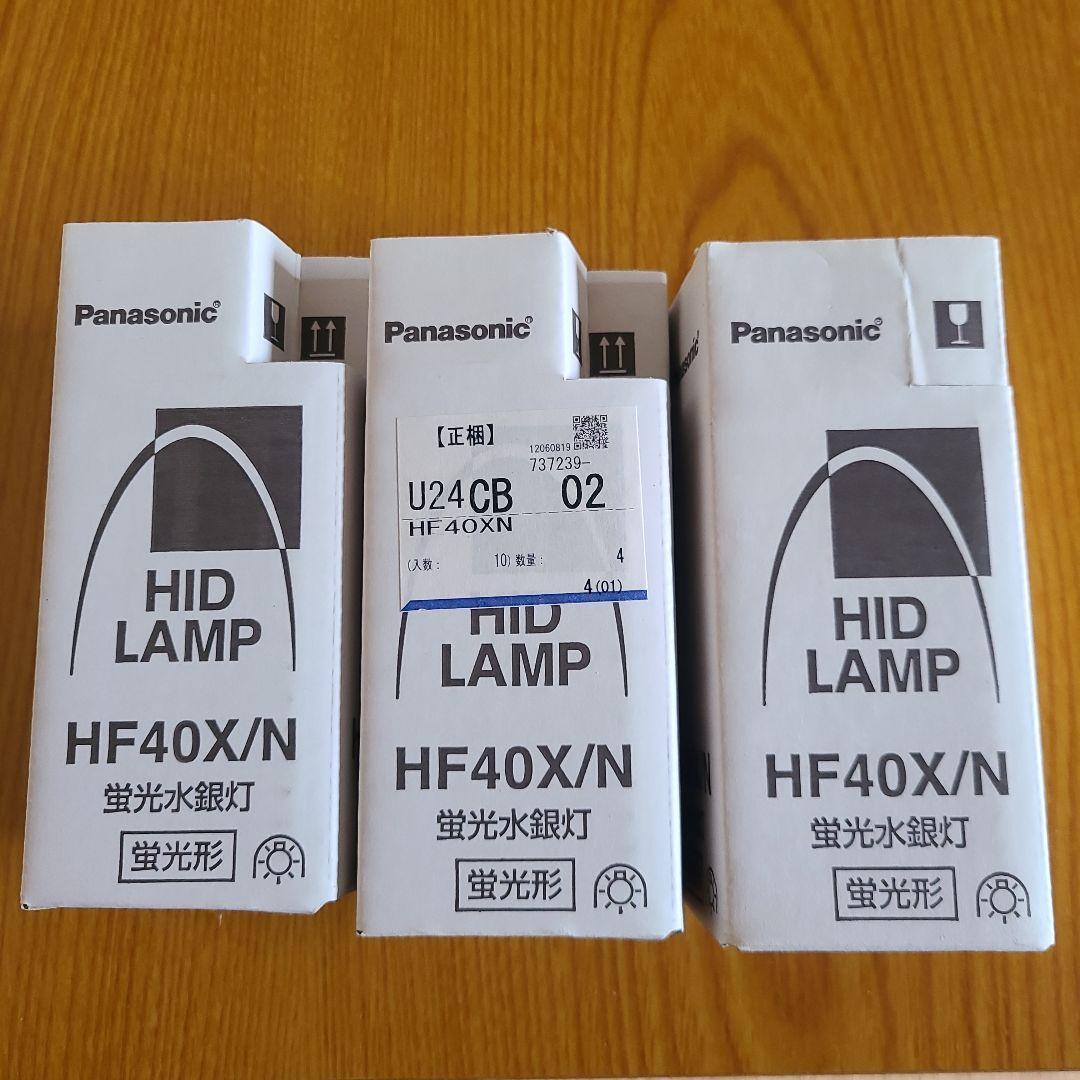 Panasonic®
HID
LAMP
HF40X/N
蛍光水銀灯
蛍光形
Panasonic®
【正梱】
12060819
737239-
U24CB 02
HF40XN
(入数: 10) 数量: 4
4(01)
HID
LAMP
HF40X/N
蛍光水銀灯
蛍光形
Panasonic®
HID
LAMP
HF40X/N
蛍光水銀灯
蛍光形